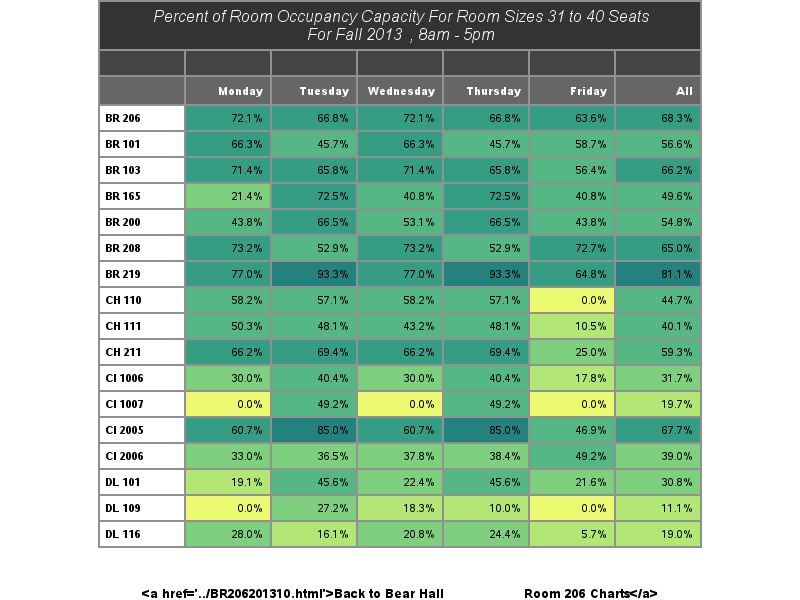 Percent of Room Occupancy Capacity For Room Sizes 31 to 40 Seats
For Fall 2013 , 8am - 5pm
Monday Tuesday Wednesday Thursday Friday All
BR 206 72.1% 66.8% 72.1% 66.8% 63.6% 68.3%
BR 101 66.3% 45.7% 66.3% 45.7% 58.7% 56.6%
BR 103 71.4% 65.8% 71.4% 65.8% 56.4% 66.2%
BR 165 21.4% 72.5% 40.8% 72.5% 40.8% 49.6%
BR 200 43.8% 66.5% 53.1% 66.5% 43.8% 54.8%
BR 208 73.2% 52.9% 73.2% 52.9% 72.7% 65.0%
BR 219 77.0% 93.3% 77.0% 93.3% 64.8% 81.1%
CH 110 58.2% 57.1% 58.2% 57.1% 0.0% 44.7%
CH 111 50.3% 48.1% 43.2% 48.1% 10.5% 40.1%
CH 211 66.2% 69.4% 66.2% 69.4% 25.0% 59.3%
CI 1006 30.0% 40.4% 30.0% 40.4% 17.8% 31.7%
CI 1007 0.0% 49.2% 0.0% 49.2% 0.0% 19.7%
CI 2005 60.7% 85.0% 60.7% 85.0% 46.9% 67.7%
CI 2006 33.0% 36.5% 37.8% 38.4% 49.2% 39.0%
DL 101 19.1% 45.6% 22.4% 45.6% 21.6% 30.8%
DL 109 0.0% 27.2% 18.3% 10.0% 0.0% 11.1%
DL 116 28.0% 16.1% 20.8% 24.4% 5.7% 19.0%
<a href='../BR206201310.html'>Back to Bear Hall Room 206 Charts</a>